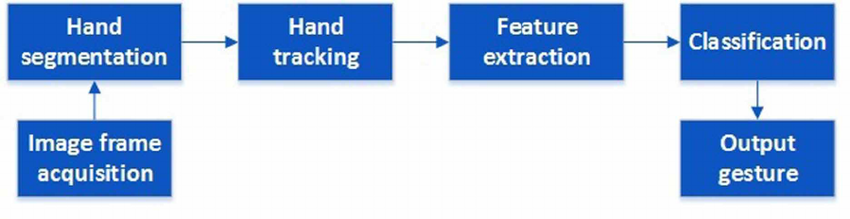 Hand
segmentation
Hand
tracking
Feature
extraction
Classification
Image frame
acquisition
Output
gesture